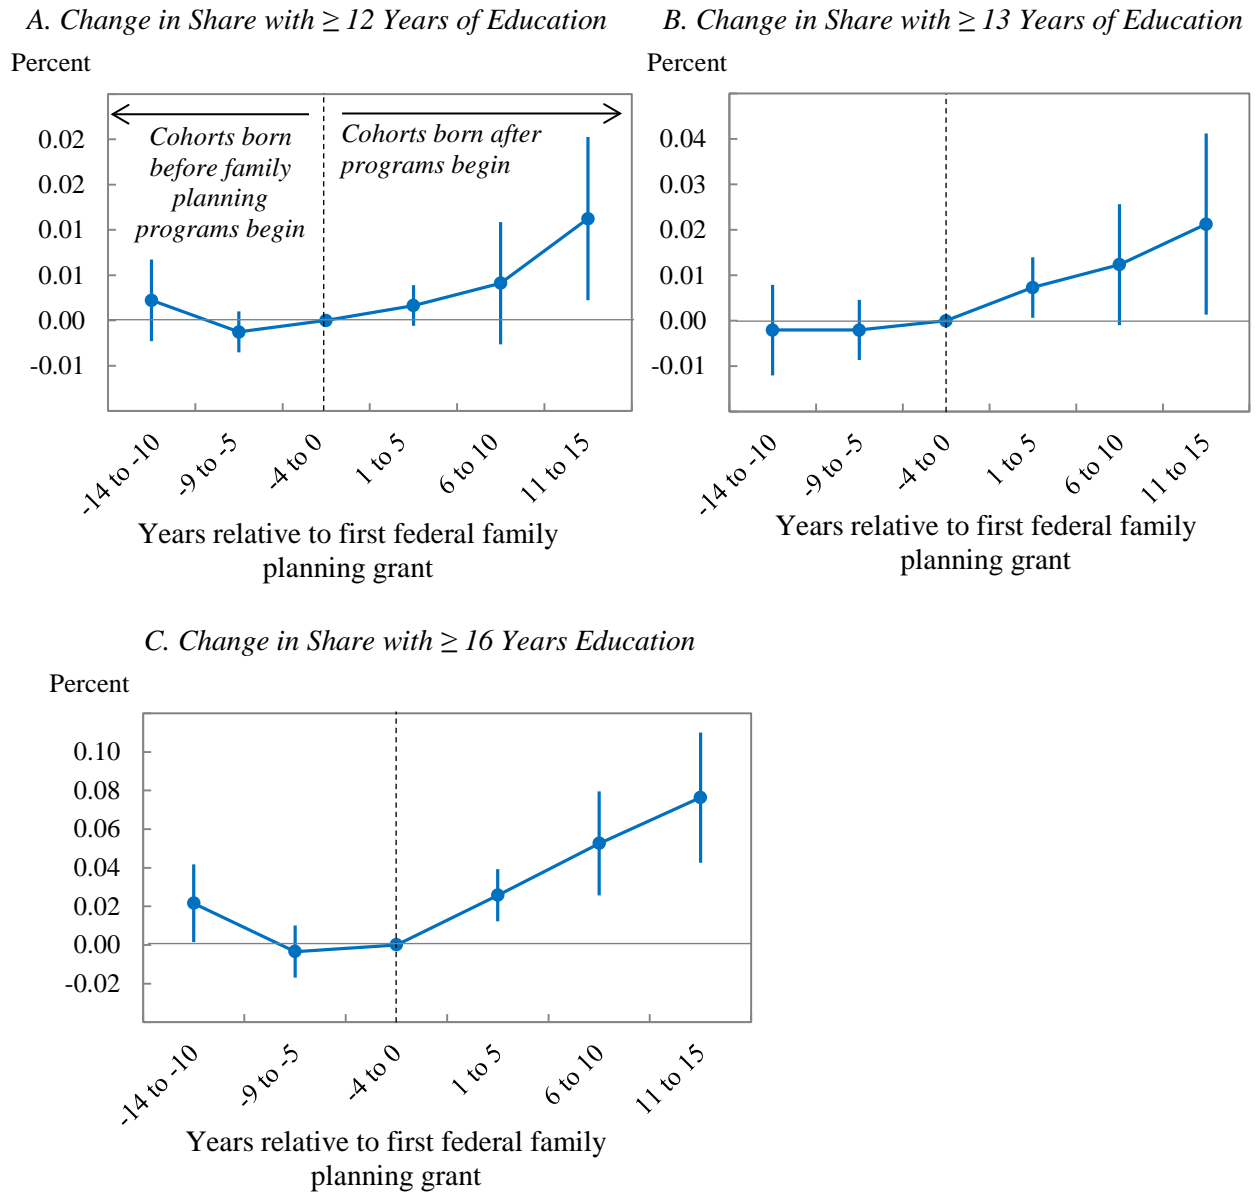 A. Change in Share with ≥ 12 Years of Education
Percent
0.02
0.02
0.01
0.01
0.00
-0.01
Cohorts born
before family
planning
programs begin
Cohorts born after
programs begin
-14 to -10
-9 to -5
-4 to 0
1 to 5
6 to 10
11 to 15
Years relative to first federal family
planning grant
B. Change in Share with ≥ 13 Years of Education
Percent
0.04
0.03
0.02
0.01
0.00
-0.01
-14 to -10
-9 to -5
-4 to 0
1 to 5
6 to 10
11 to 15
Years relative to first federal family
planning grant
C. Change in Share with ≥ 16 Years Education
Percent
0.10
0.08
0.06
0.04
0.02
0.00
-0.02
-14 to -10
-9 to -5
-4 to 0
1 to 5
6 to 10
11 to 15
Years relative to first federal family
planning grant